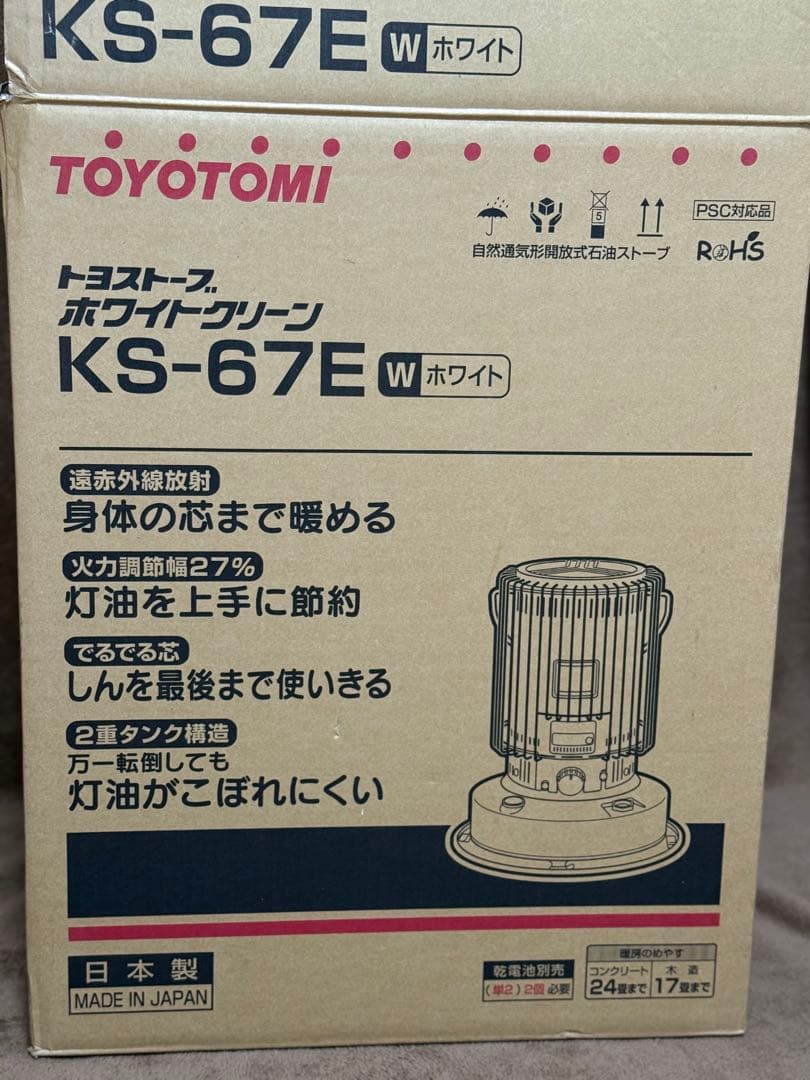 KS-67E W ホワイト
TOYOTOMI
5
PSC対応品
自然通気形開放式石油ストーブ
RoHS
トヨストーブ
ホワイトクリーン
KS-67E W ホワイト
遠赤外線放射
身体の芯まで暖める
火力調節幅27%
灯油を上手に節約
でるでる芯
しんを最後まで使いきる
2重タンク構造
万一転倒しても
灯油がこぼれにくい
日本製
MADE IN JAPAN
乾電池別売
(単2)2個必要
暖房のめやす
コンクリート 木造
24畳まで 17畳まで